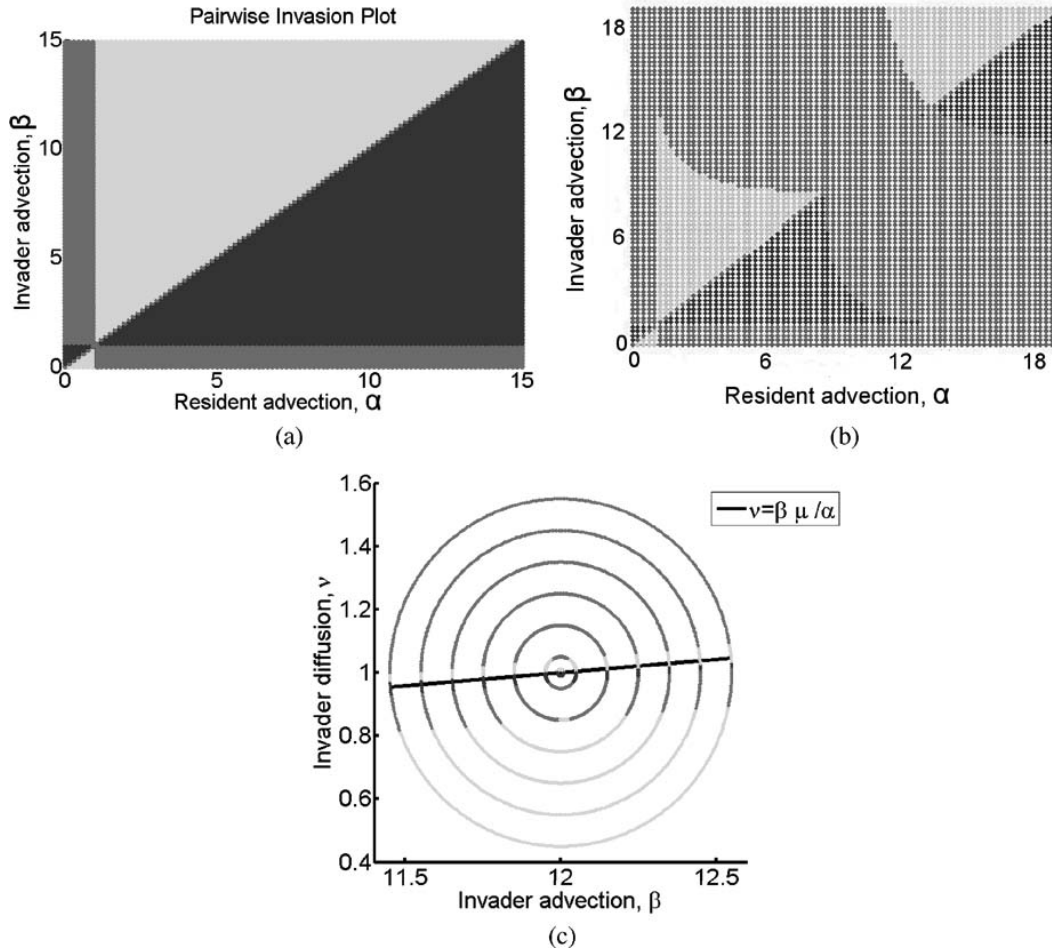 Pairwise Invasion Plot
15
10
5
0
Invader advection, β
0 5 10 15
Resident advection, α
(a)
18
12
6
0
Invader advection, β
0 6 12 18
Resident advection, α
(b)
1.6
1.4
1.2
1
0.8
0.6
0.4
Invader diffusion, ν
ν=β μ /α
11.5 12 12.5
Invader advection, β
(c)